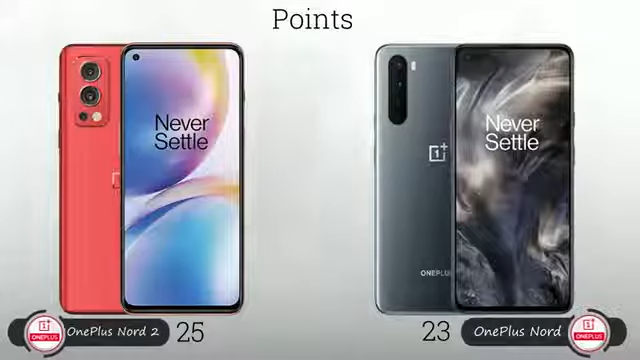 Points
Never
Settle
Never
Settle
ONEPLUS
OnePlus Nord 2
25
23
OnePlus Nord
ONEPLUS
ONEPLUS